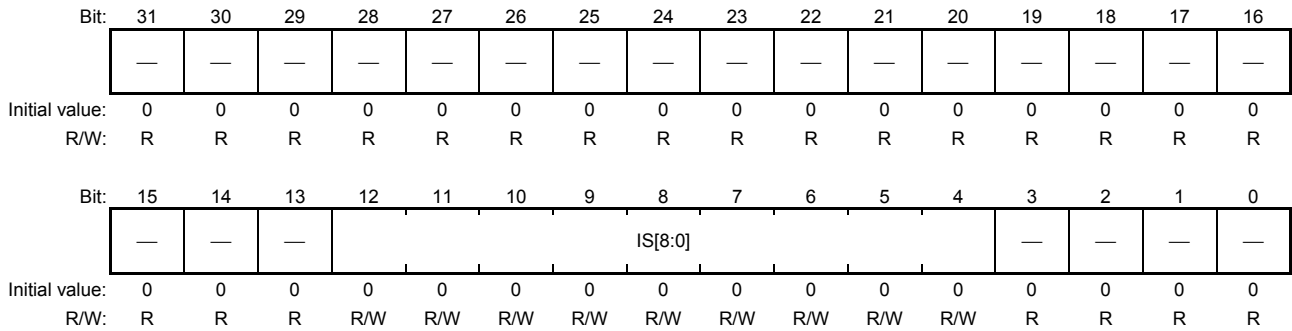 Bit: 31 30 29 28 27 26 25 24 23 22 21 20 19 18 17 16
— — — — — — — — — — — — — — — —
Initial value: 0 0 0 0 0 0 0 0 0 0 0 0 0 0 0 0
R/W: R R R R R R R R R R R R R R R R
Bit: 15 14 13 12 11 10 9 8 7 6 5 4 3 2 1 0
— — — IS[8:0] — — — —
Initial value: 0 0 0 0 0 0 0 0 0 0 0 0 0 0 0 0
R/W: R R R R/W R/W R/W R/W R/W R/W R/W R/W R/W R R R R